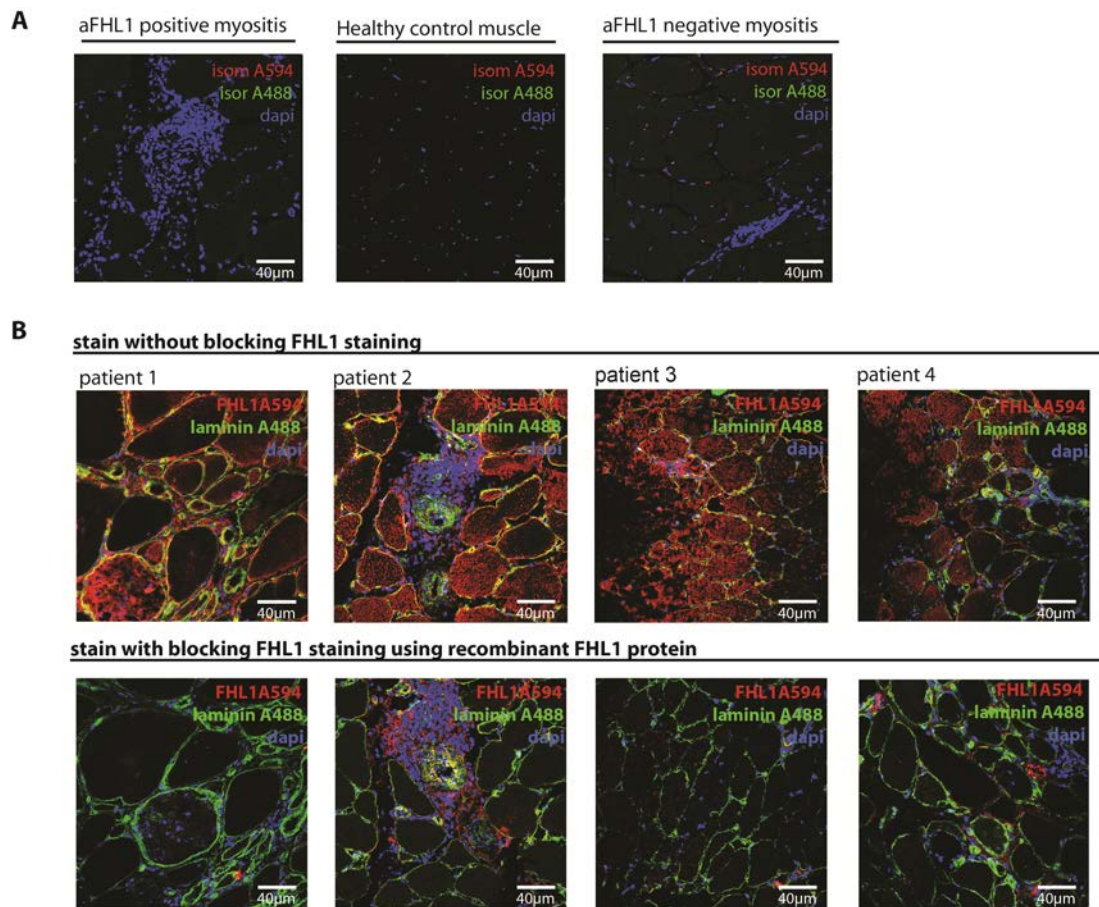 A
aFHL1 positive myositis
Healthy control muscle
aFHL1 negative myositis
isom A594
isor A488
dapi
40µm
isom A594
isor A488
dapi
40µm
isom A594
isor A488
dapi
40µm
B
stain without blocking FHL1 staining
patient 1
patient 2
patient 3
patient 4
FHL1A594
laminin A488
dapi
40µm
FHL1A594
laminin A488
dapi
40µm
FHL1A594
laminin A488
dapi
40µm
FHL1A594
laminin A488
dapi
40µm
stain with blocking FHL1 staining using recombinant FHL1 protein
FHL1A594
laminin A488
dapi
40µm
FHL1A594
laminin A488
dapi
40µm
FHL1A594
laminin A488
dapi
40µm
FHL1A594
laminin A488
dapi
40µm